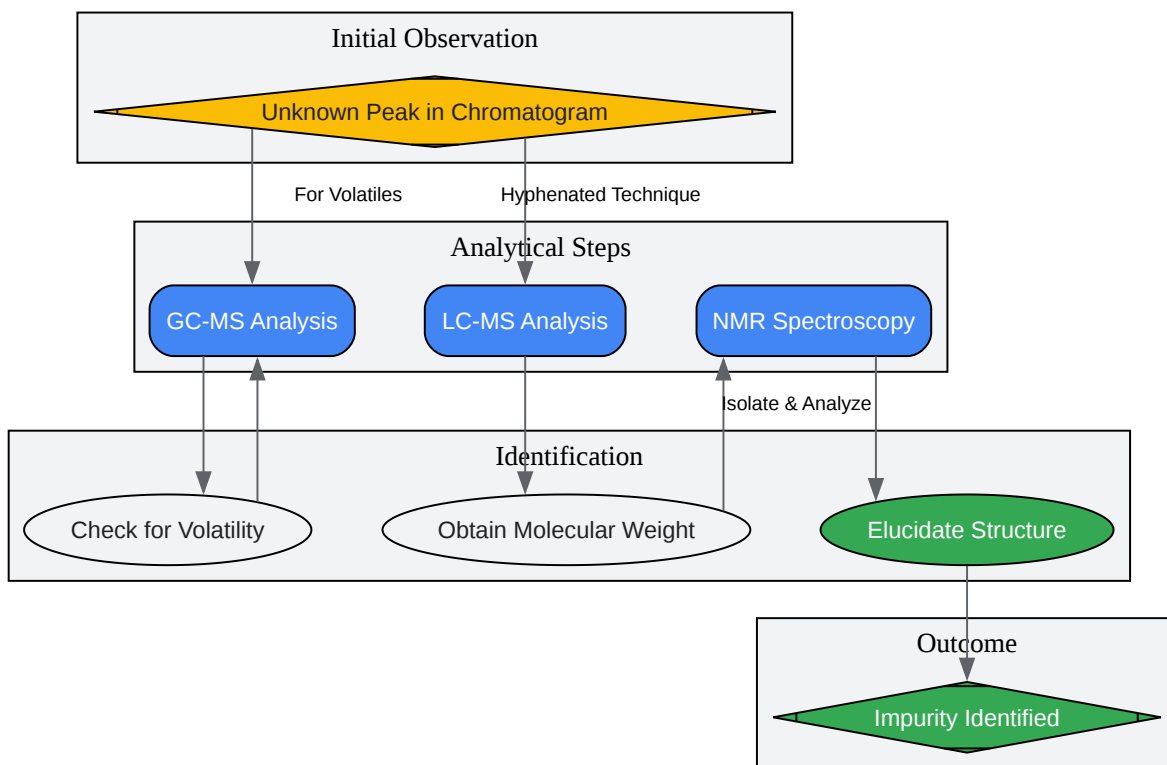 Initial Observation
Unknown Peak in Chromatogram
For Volatiles
Hyphenated Technique
Analytical Steps
GC-MS Analysis
LC-MS Analysis
NMR Spectroscopy
Isolate & Analyze
Identification
Check for Volatility
Obtain Molecular Weight
Elucidate Structure
Outcome
Impurity Identified